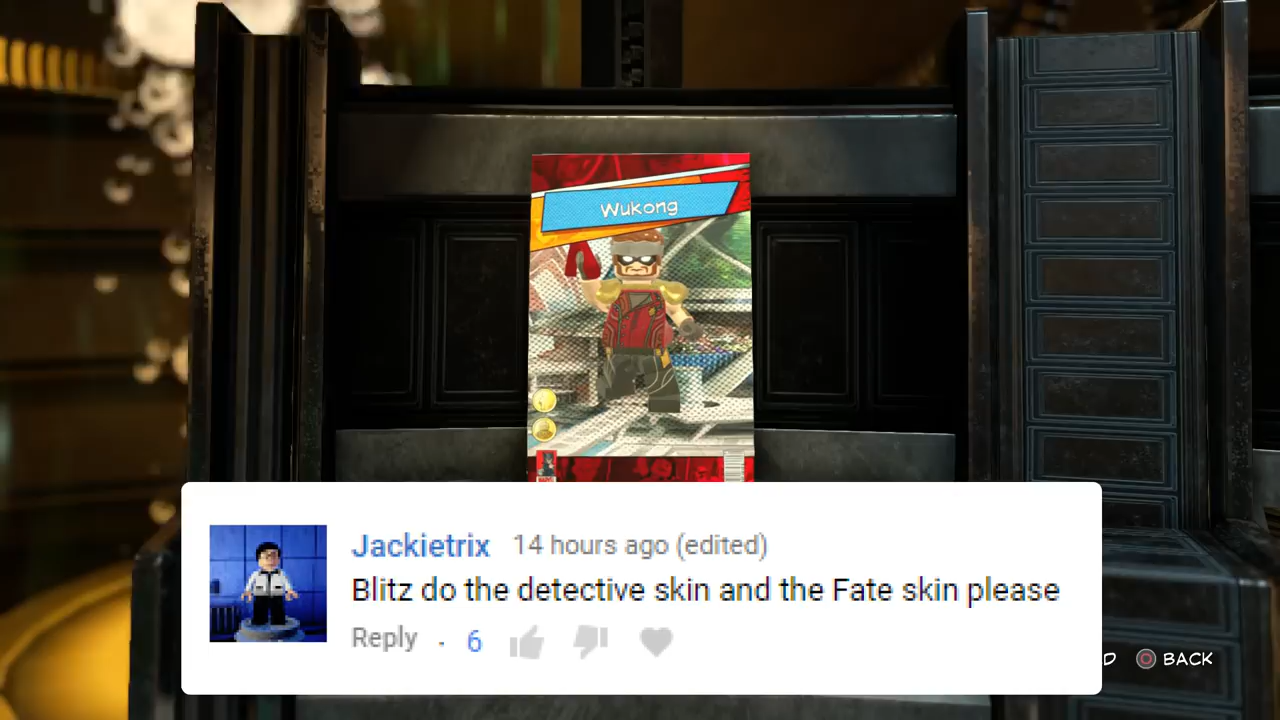 Wukong
Jackietrix 14 hours ago (edited)
Blitz do the detective skin and the Fate skin please
Reply · 6
D BACK